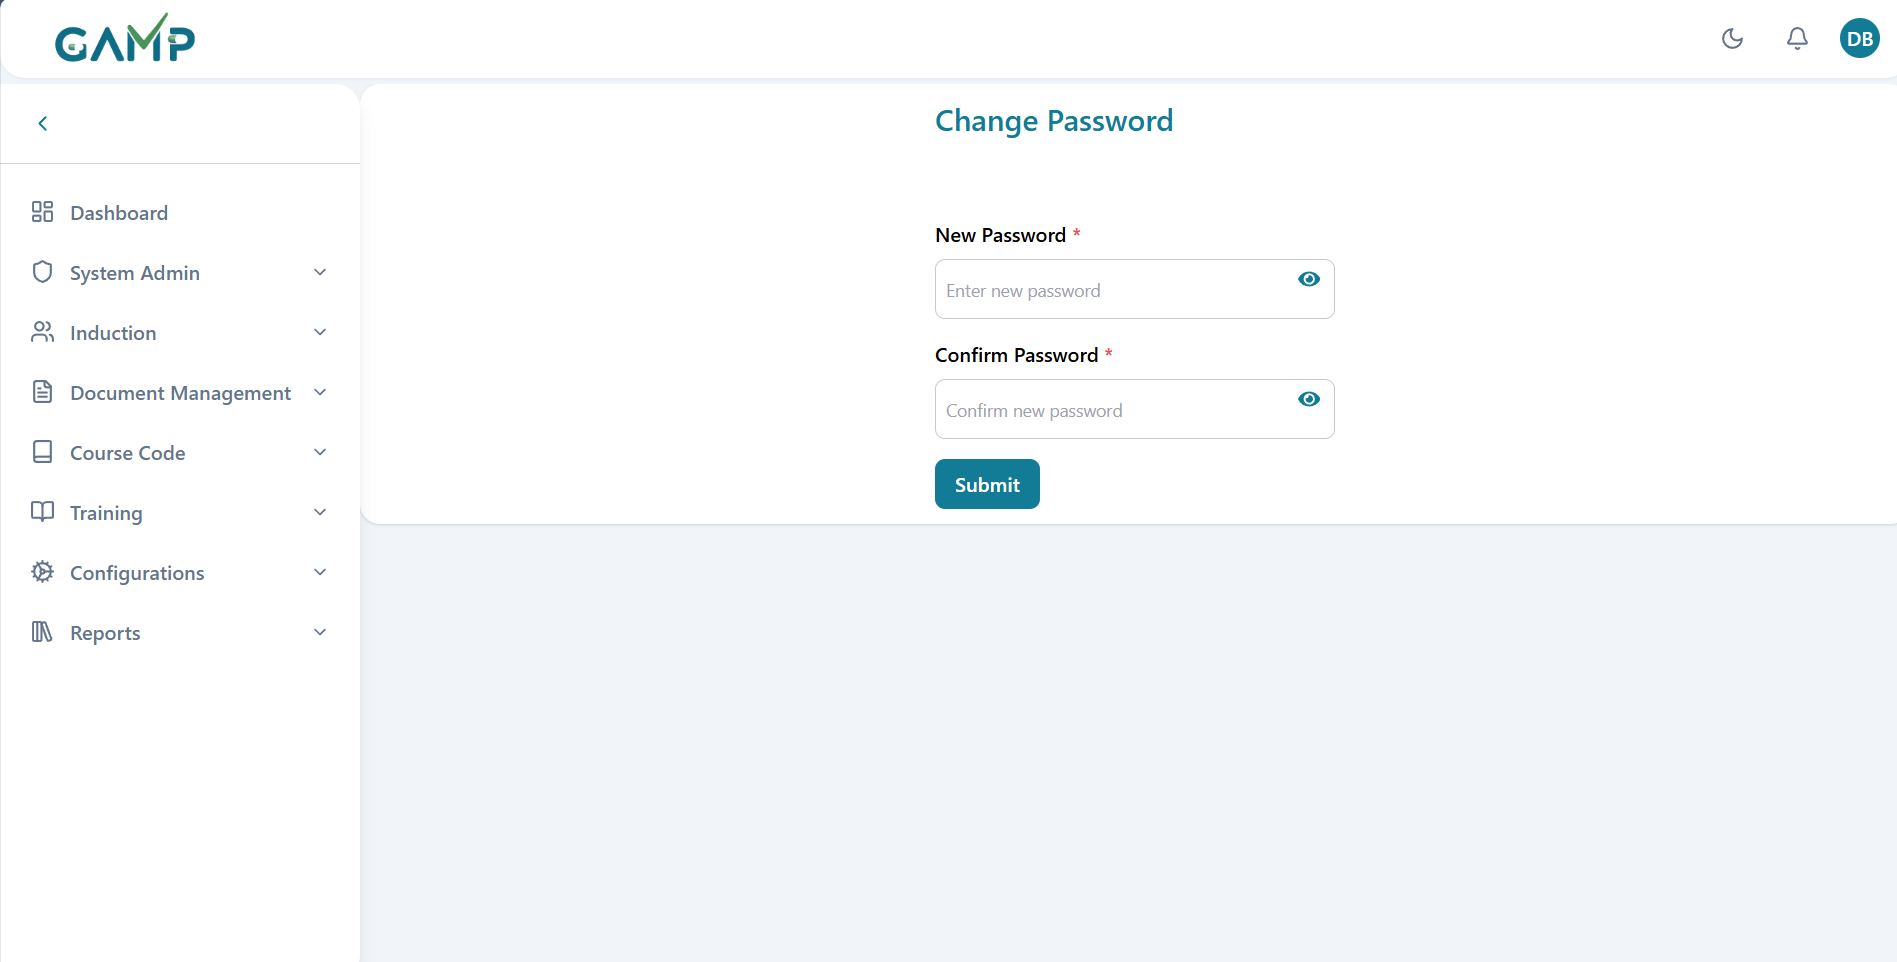 GAMP
DB
Change Password
Dashboard
System Admin
Induction
Document Management
Course Code
Training
Configurations
Reports
New Password *
Enter new password
Confirm Password *
Confirm new password
Submit